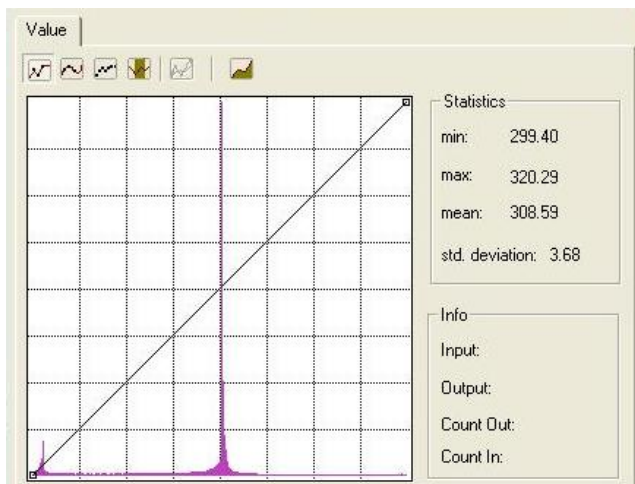 Value
Statistics
min: 299.40
max: 320.29
mean: 308.59
std. deviation: 3.68
Info
Input:
Output:
Count Out:
Count In: